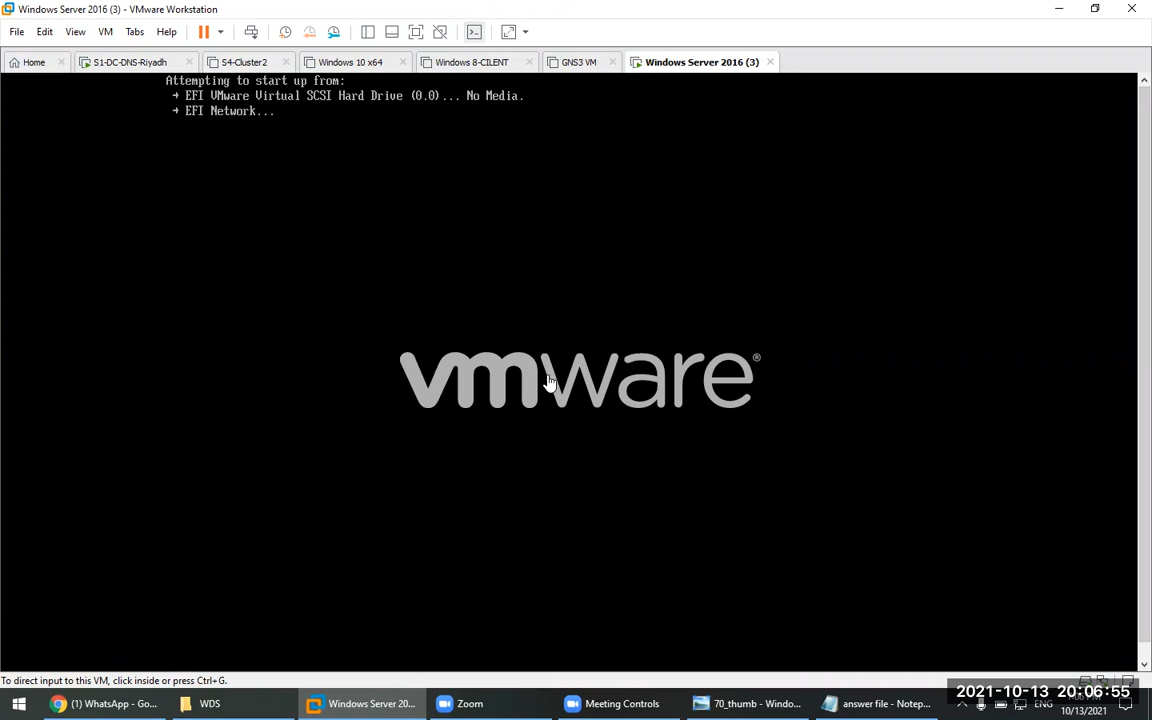 Windows Server 2016 (3) - VMware Workstation
File Edit View VM Tabs Help
Home S1-DC-DNS-Riyadh S4-Cluster2 Windows 10 x64 Windows 8-CILENT GNS3 VM Windows Server 2016 (3)
Attempting to start up from:
→ EFI VMware Virtual SCSI Hard Drive (0.0)... No Media.
→ EFI Network...
vmware®
To direct input to this VM, click inside or press Ctrl+G.
2021-10-13 20:06:55
(1) WhatsApp - Go... WDS Windows Server 20... Zoom Meeting Controls 70_thumb - Windo... answer file - Notep... ENG
10/13/2021